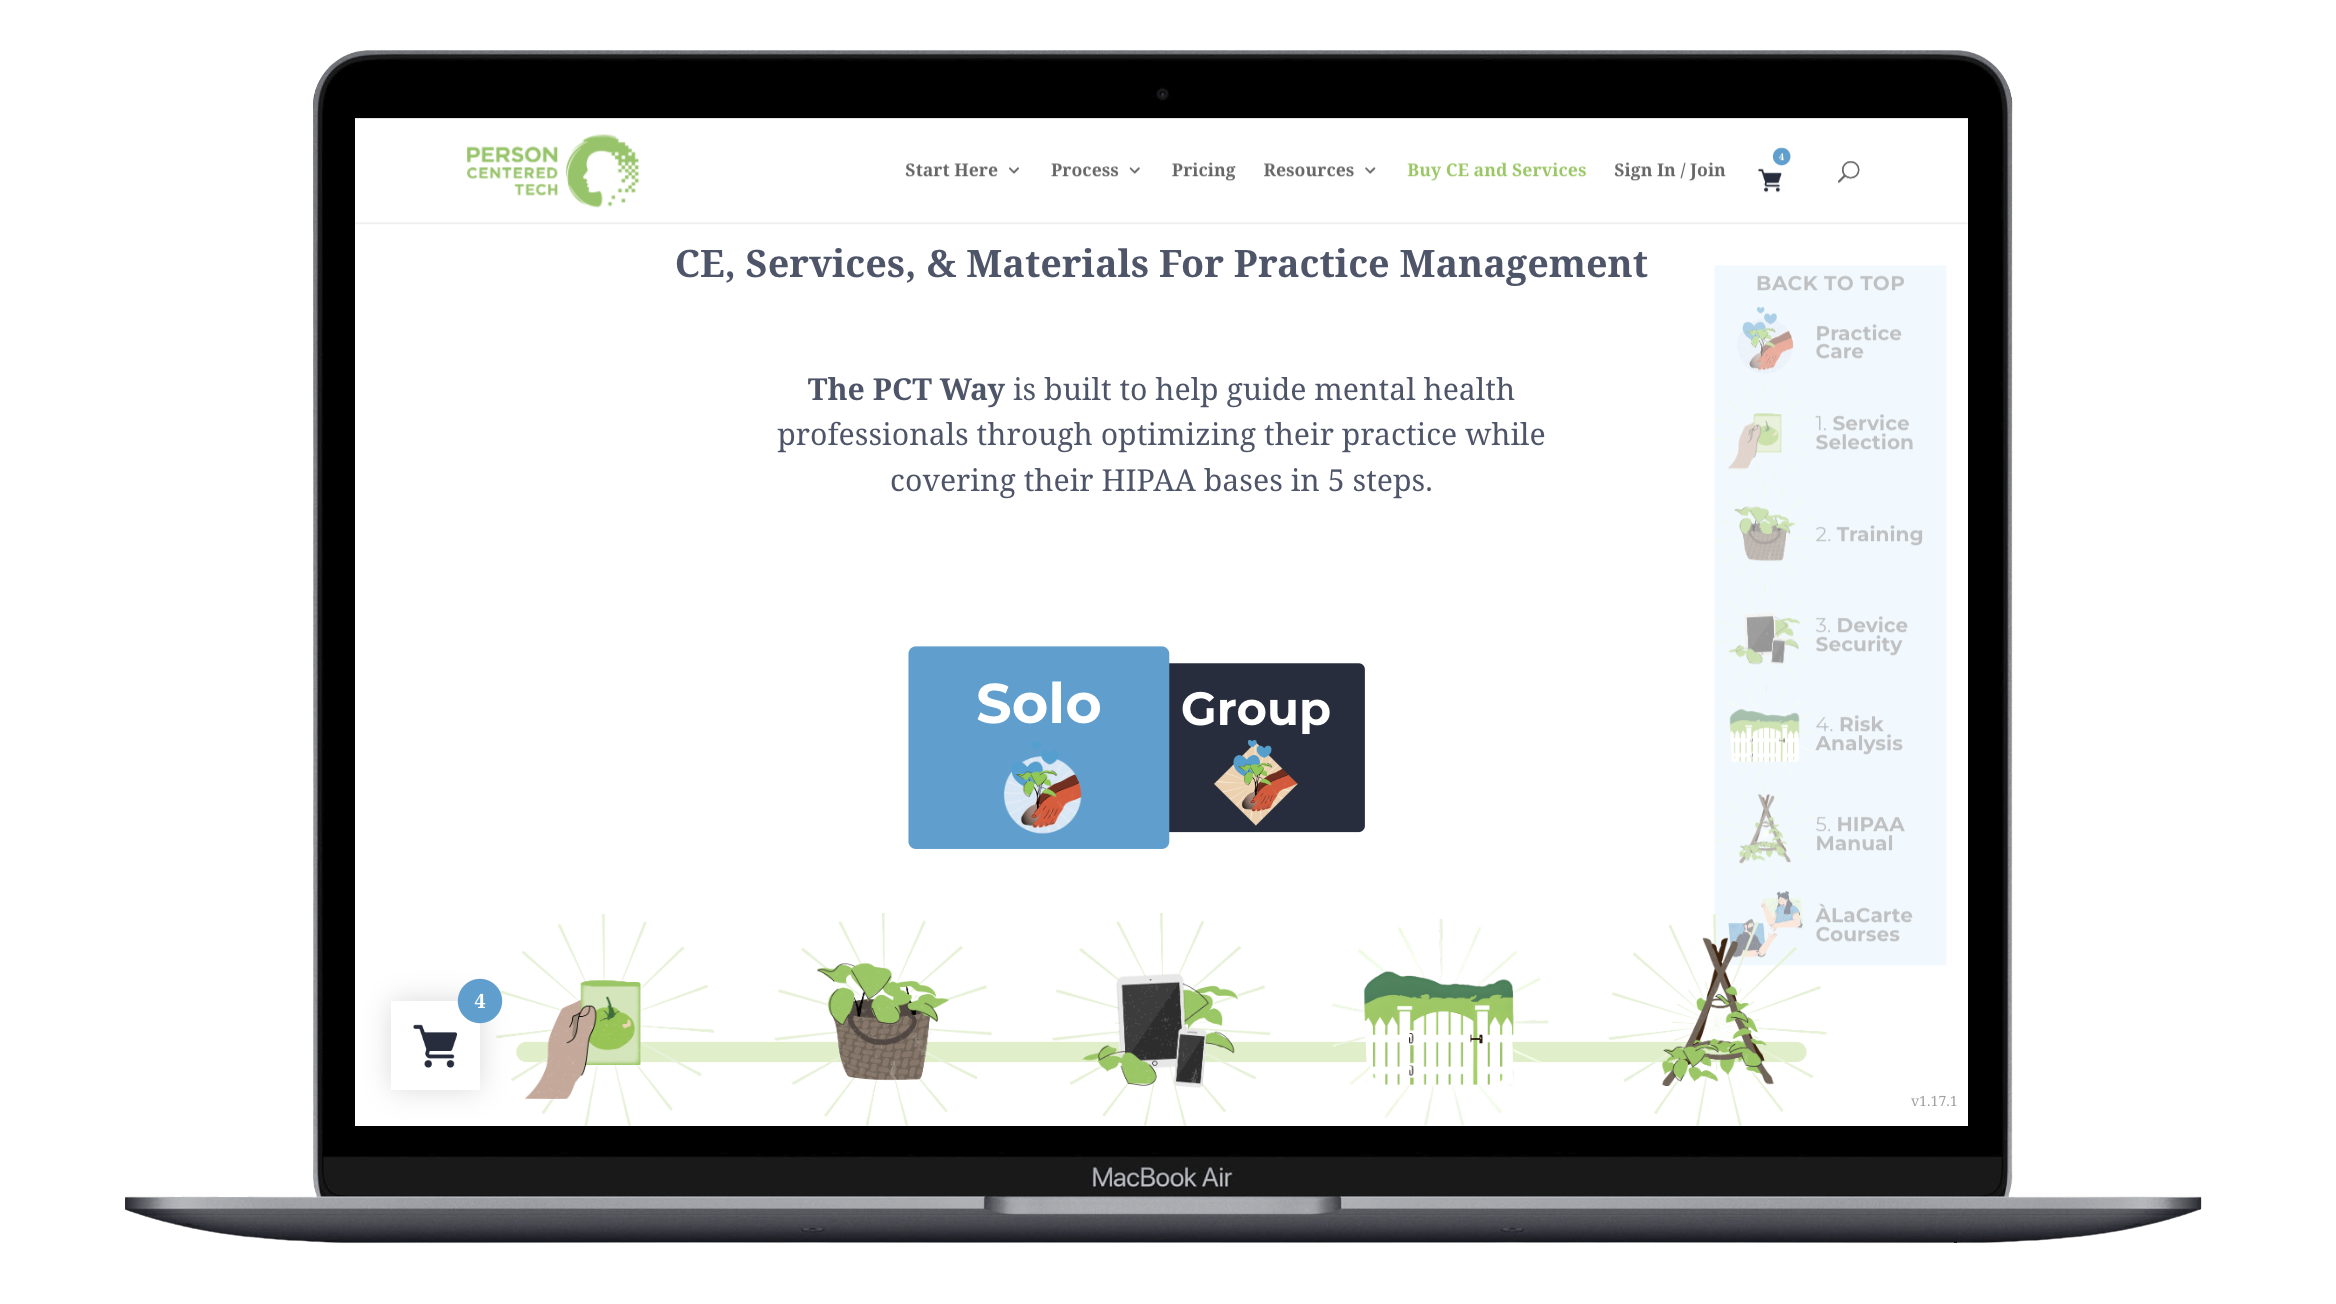 PERSON
CENTERED
TECH
Start Here
Process
Pricing
Resources
Buy CE and Services
Sign In / Join
4
CE, Services, & Materials For Practice Management
The PCT Way is built to help guide mental health
professionals through optimizing their practice while
covering their HIPAA bases in 5 steps.
Solo
Group
BACK TO TOP
Practice
Care
1. Service
Selection
2. Training
3. Device
Security
4. Risk
Analysis
5. HIPAA
Manual
ÀLaCarte
Courses
4
v1.17.1
MacBook Air